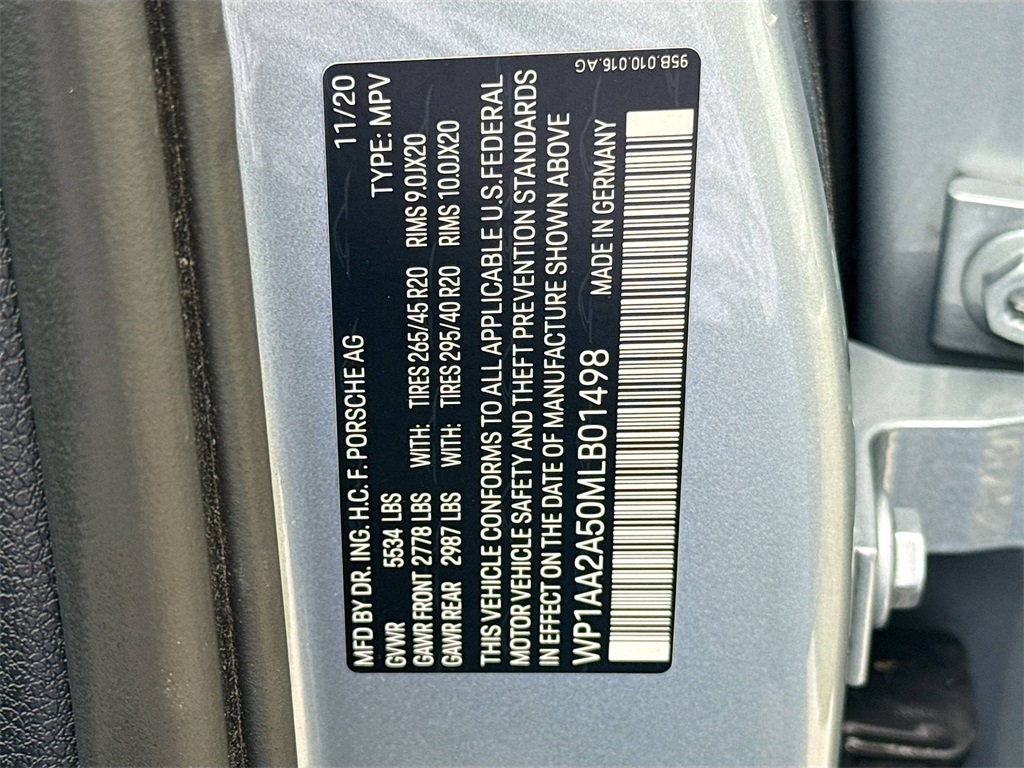 MFD BY DR. ING. H.C. F. PORSCHE AG 11/20
GVWR 5534 LBS TYPE: MPV
GAWR FRONT 2778 LBS WITH: TIRES 265/45 R20 RIMS 9.0JX20
GAWR REAR 2987 LBS WITH: TIRES 295/40 R20 RIMS 10.0JX20
THIS VEHICLE CONFORMS TO ALL APPLICABLE U.S. FEDERAL
MOTOR VEHICLE SAFETY AND THEFT PREVENTION STANDARDS
IN EFFECT ON THE DATE OF MANUFACTURE SHOWN ABOVE
WP1AA2A50MLB01498 MADE IN GERMANY
95B.010.016.AG